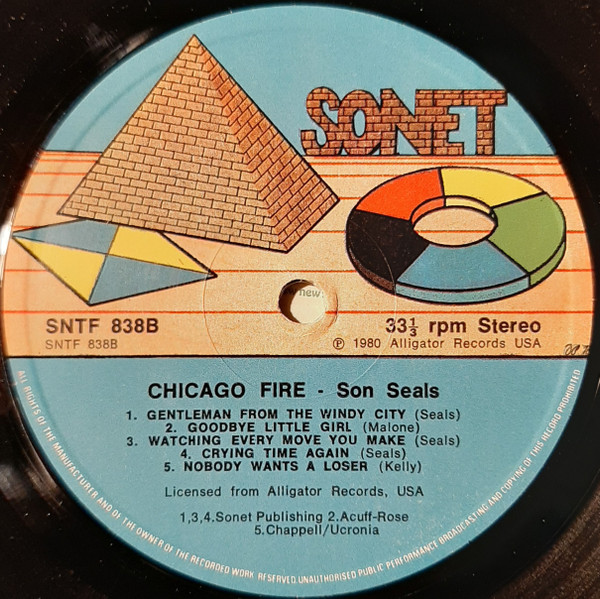 SONET
new
SNTF 838B
SNTF 838B
33⅓ rpm Stereo
℗ 1980 Alligator Records USA
CHICAGO FIRE - Son Seals
1. GENTLEMAN FROM THE WINDY CITY (Seals)
2. GOODBYE LITTLE GIRL (Malone)
3. WATCHING EVERY MOVE YOU MAKE (Seals)
4. CRYING TIME AGAIN (Seals)
5. NOBODY WANTS A LOSER (Kelly)
Licensed from Alligator Records, USA
1,3,4.Sonet Publishing 2.Acuff-Rose
5.Chappell/Ucronia
ALL RIGHTS OF THE MANUFACTURER AND OF THE OWNER OF THE RECORDED WORK RESERVED. UNAUTHORISED PUBLIC PERFORMANCE BROADCASTING AND COPYING OF THIS RECORD PROHIBITED